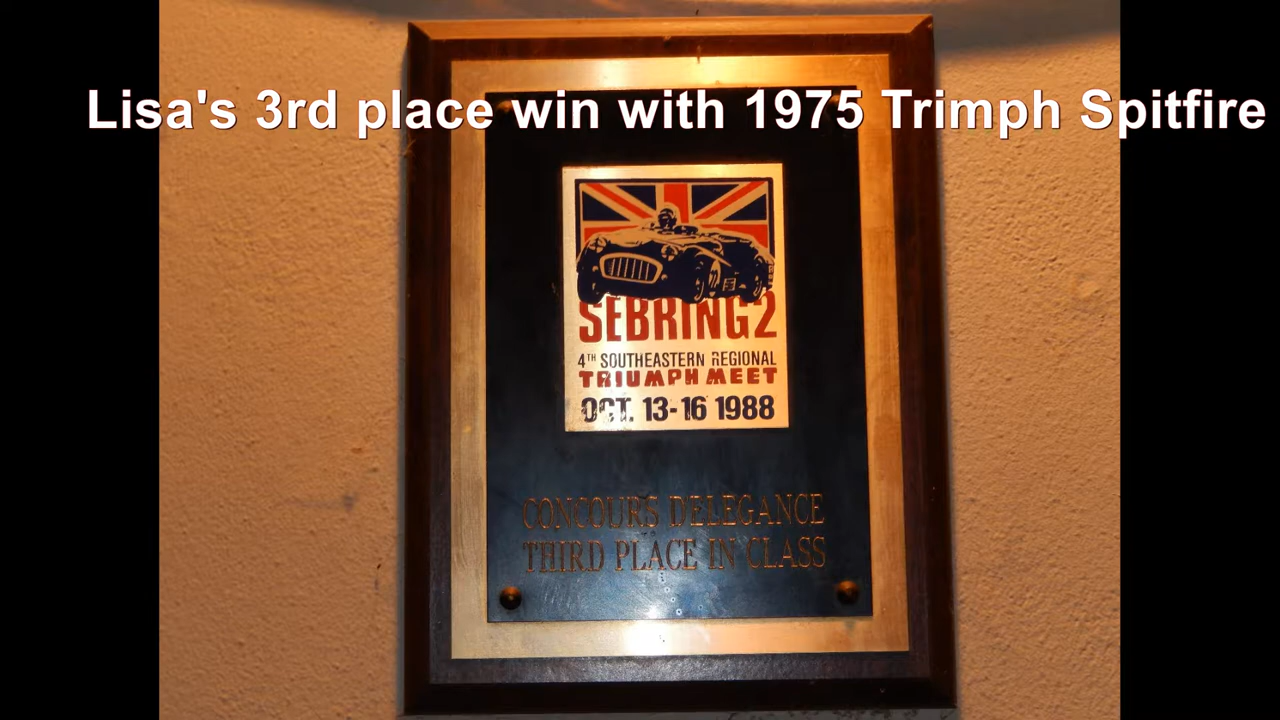 Lisa's 3rd place win with 1975 Trimph Spitfire
SEBRING2
4TH SOUTHEASTERN REGIONAL
TRIUMPH MEET
OCT. 13-16 1988
CONCOURS DELEGANCE
THIRD PLACE IN CLASS